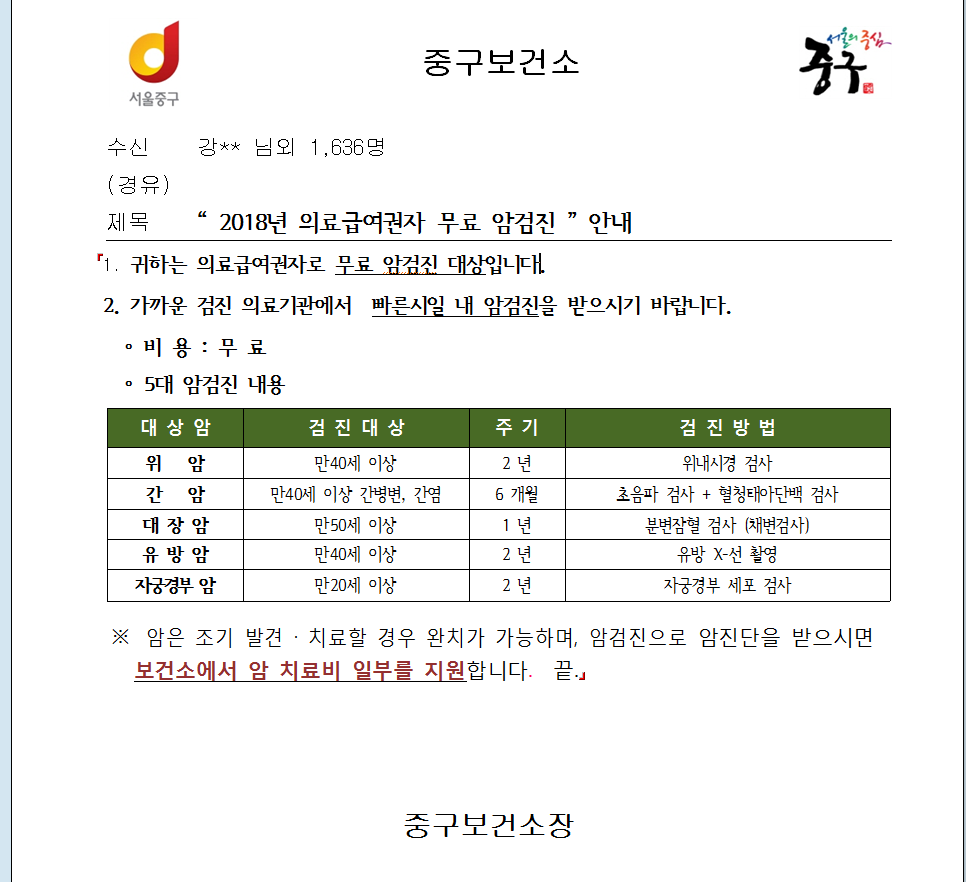 서울중구
중구보건소
서울의 중심
중구
수신 강** 님외 1,636명
(경유)
제목 “ 2018년 의료급여권자 무료 암검진 ” 안내
1. 귀하는 의료급여권자로 무료 암검진 대상입니다.
2. 가까운 검진 의료기관에서 빠른시일 내 암검진을 받으시기 바랍니다.
∘ 비 용 : 무 료
∘ 5대 암검진 내용
대 상 암 검 진 대 상 주 기 검 진 방 법
위 암 만40세 이상 2 년 위내시경 검사
간 암 만40세 이상 간병변, 간염 6 개월 초음파 검사 + 혈청태아단백 검사
대 장 암 만50세 이상 1 년 분변잠혈 검사 (채변검사)
유 방 암 만40세 이상 2 년 유방 X-선 촬영
자궁경부 암 만20세 이상 2 년 자궁경부 세포 검사
※ 암은 조기 발견 · 치료할 경우 완치가 가능하며, 암검진으로 암진단을 받으시면
보건소에서 암 치료비 일부를 지원합니다. 끝.
중구보건소장